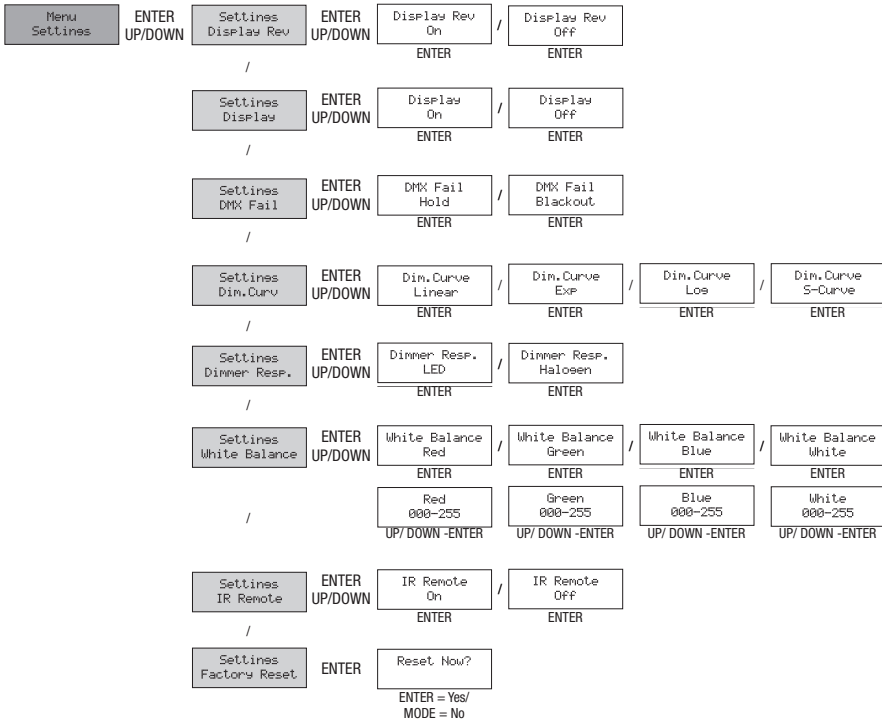 Menu
Settings
ENTER
UP/DOWN
Settings
Display Rev
ENTER
UP/DOWN
Display Rev
On
/
Display Rev
Off
ENTER
ENTER
/
Settings
Display
ENTER
UP/DOWN
Display
On
/
Display
Off
ENTER
ENTER
/
Settings
DMX Fail
ENTER
UP/DOWN
DMX Fail
Hold
/
DMX Fail
Blackout
ENTER
ENTER
/
Settings
Dim.Curv
ENTER
UP/DOWN
Dim.Curve
Linear
/
Dim.Curve
Exp
/
Dim.Curve
Log
/
Dim.Curve
S-Curve
ENTER
ENTER
ENTER
ENTER
/
Settings
Dimmer Resp.
ENTER
UP/DOWN
Dimmer Resp.
LED
/
Dimmer Resp.
Halogen
ENTER
ENTER
/
Settings
White Balance
ENTER
UP/DOWN
White Balance
Red
/
White Balance
Green
/
White Balance
Blue
/
White Balance
White
ENTER
ENTER
ENTER
ENTER
/
Red
000-255
Green
000-255
Blue
000-255
White
000-255
UP/ DOWN -ENTER
UP/ DOWN -ENTER
UP/ DOWN -ENTER
UP/ DOWN -ENTER
Settings
IR Remote
ENTER
UP/DOWN
IR Remote
On
/
IR Remote
Off
ENTER
ENTER
/
Settings
Factory Reset
ENTER
Reset Now?
ENTER = Yes/
MODE = No